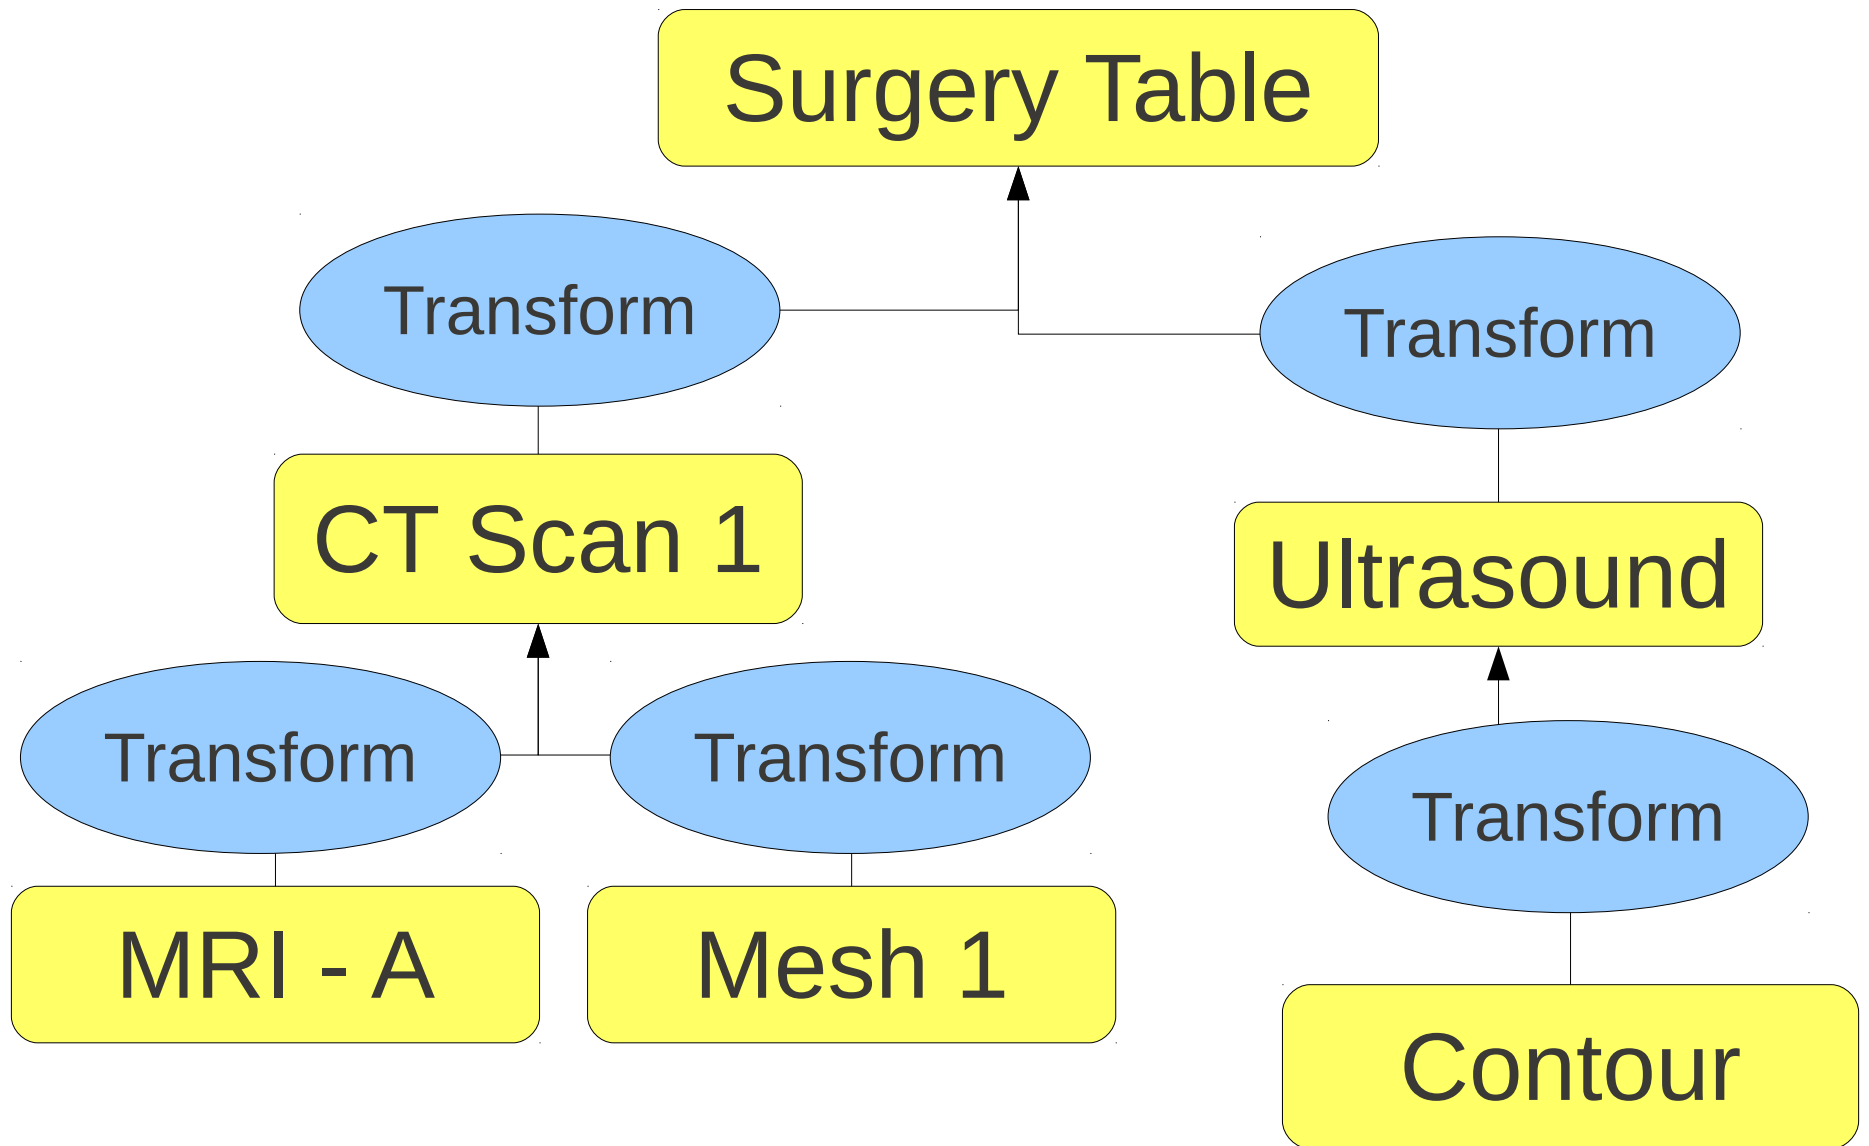 Surgery Table
Transform
Transform
CT Scan 1
Ultrasound
Transform
Transform
Transform
MRI - A
Mesh 1
Contour